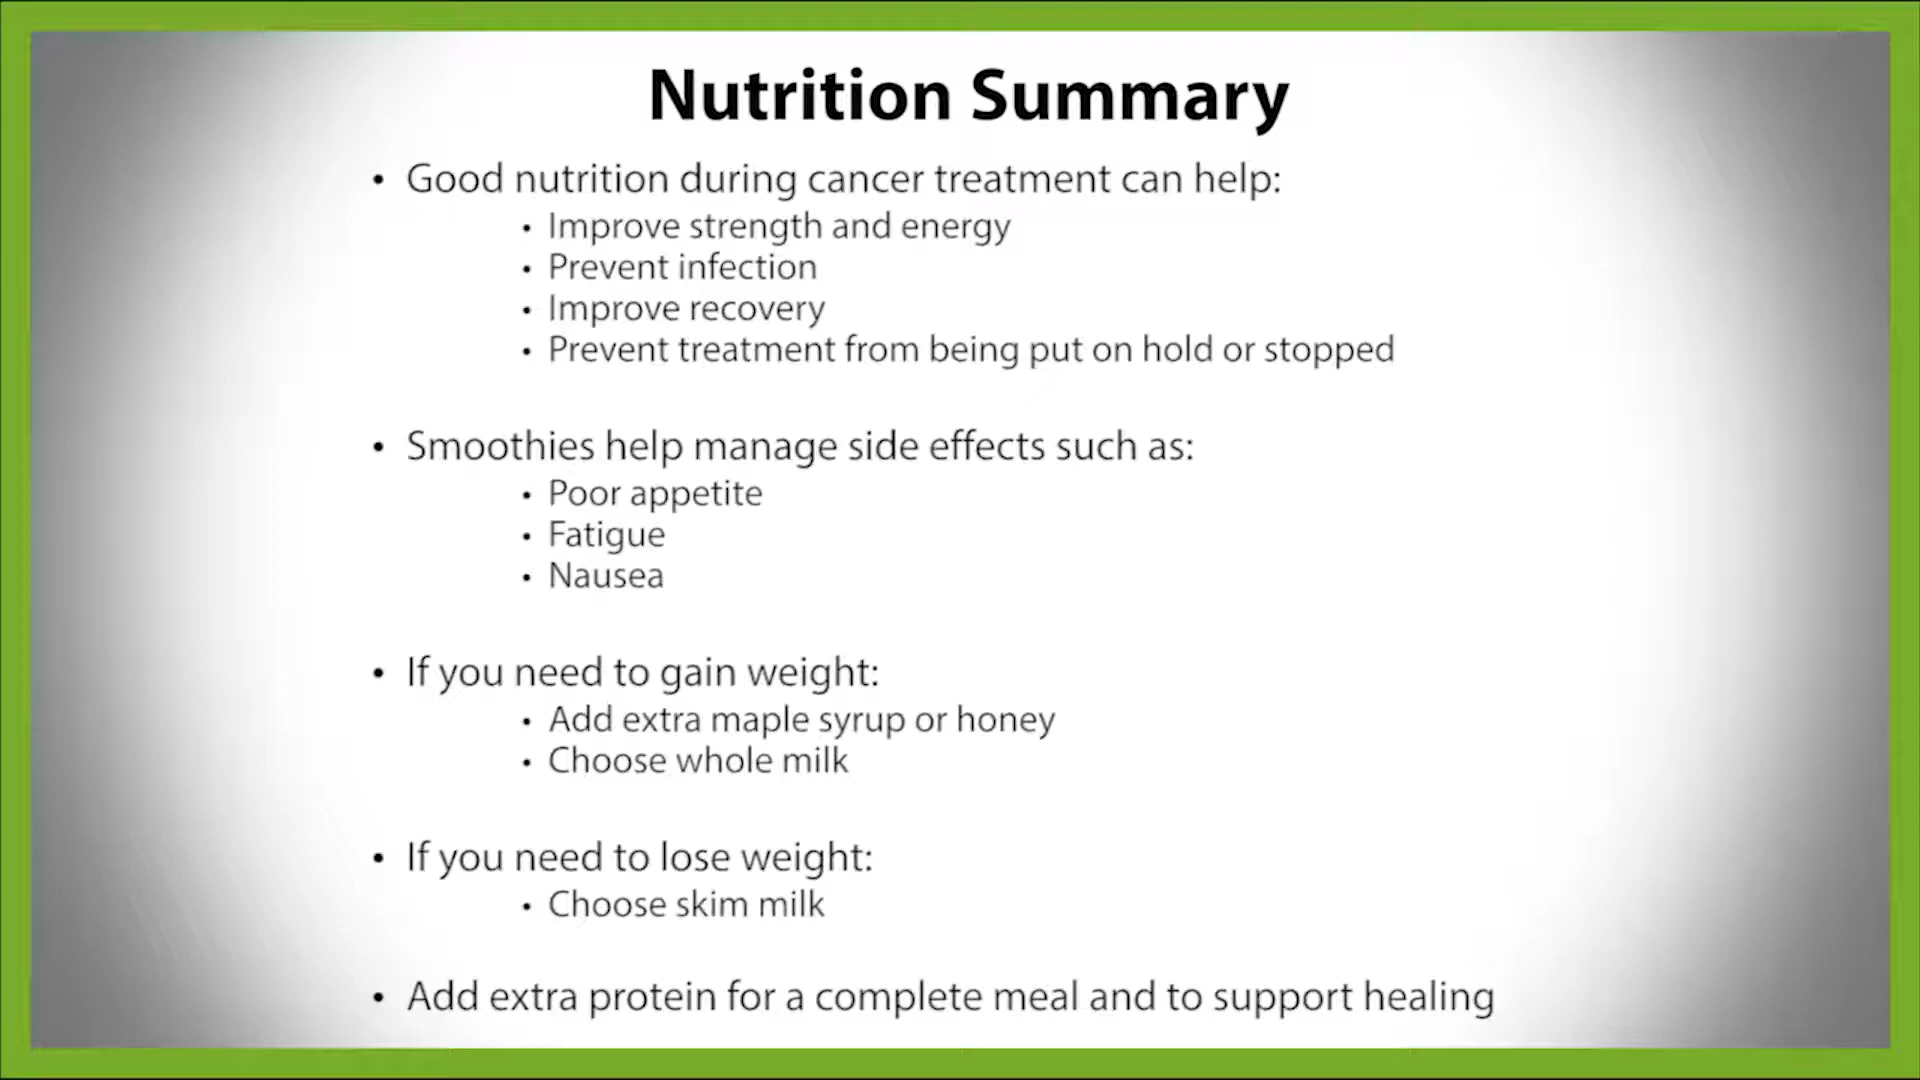 Nutrition Summary
• Good nutrition during cancer treatment can help:
• Improve strength and energy
• Prevent infection
• Improve recovery
• Prevent treatment from being put on hold or stopped
• Smoothies help manage side effects such as:
• Poor appetite
• Fatigue
• Nausea
• If you need to gain weight:
• Add extra maple syrup or honey
• Choose whole milk
• If you need to lose weight:
• Choose skim milk
• Add extra protein for a complete meal and to support healing